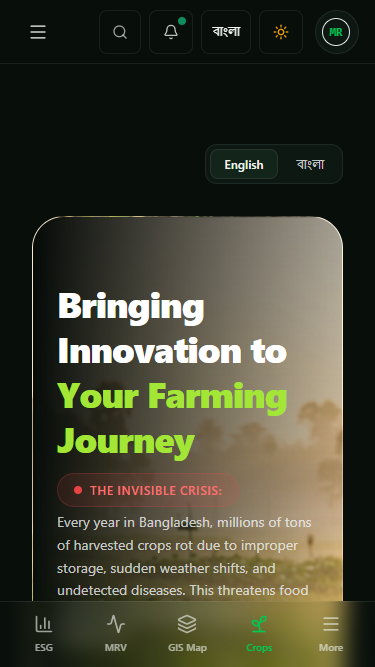 বাংলা
MR
English
বাংলা
Bringing
Innovation to
Your Farming
Journey
THE INVISIBLE CRISIS:
Every year in Bangladesh, millions of tons
of harvested crops rot due to improper
storage, sudden weather shifts, and
undetected diseases. This threatens food
ESG
MRV
GIS Map
Crops
More